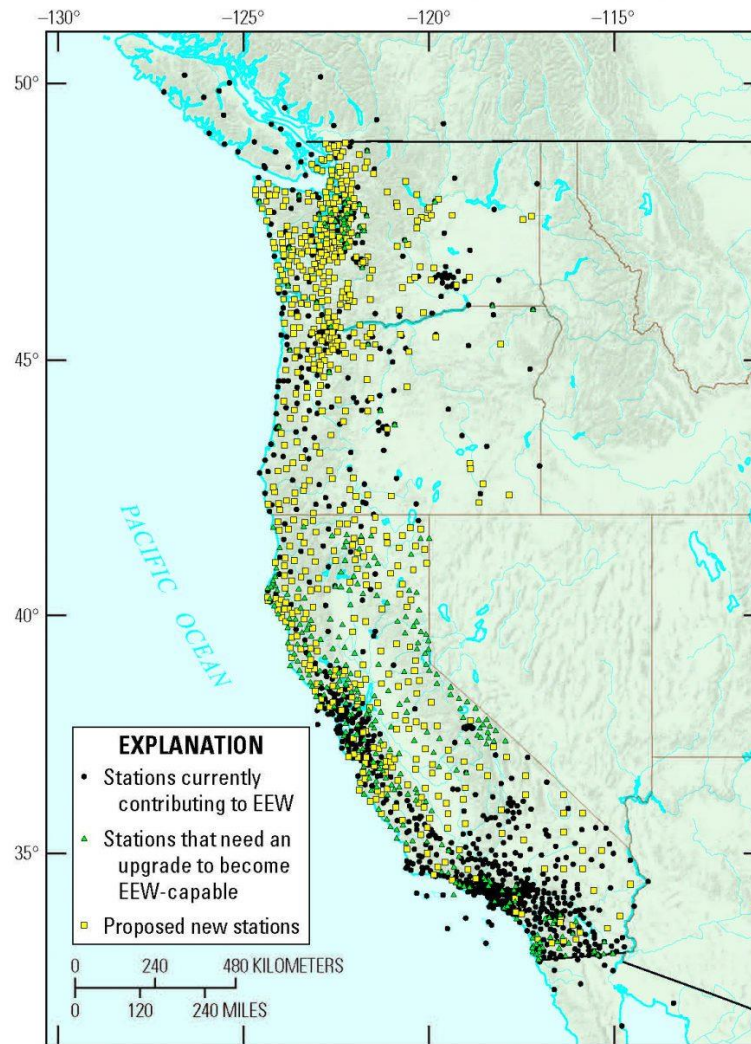 −130° −125° −120° −115°
50°
45°
40°
35°
PACIFIC OCEAN
EXPLANATION
Stations currently
contributing to EEW
Stations that need an
upgrade to become
EEW-capable
Proposed new stations
0 240 480 KILOMETERS
0 120 240 MILES